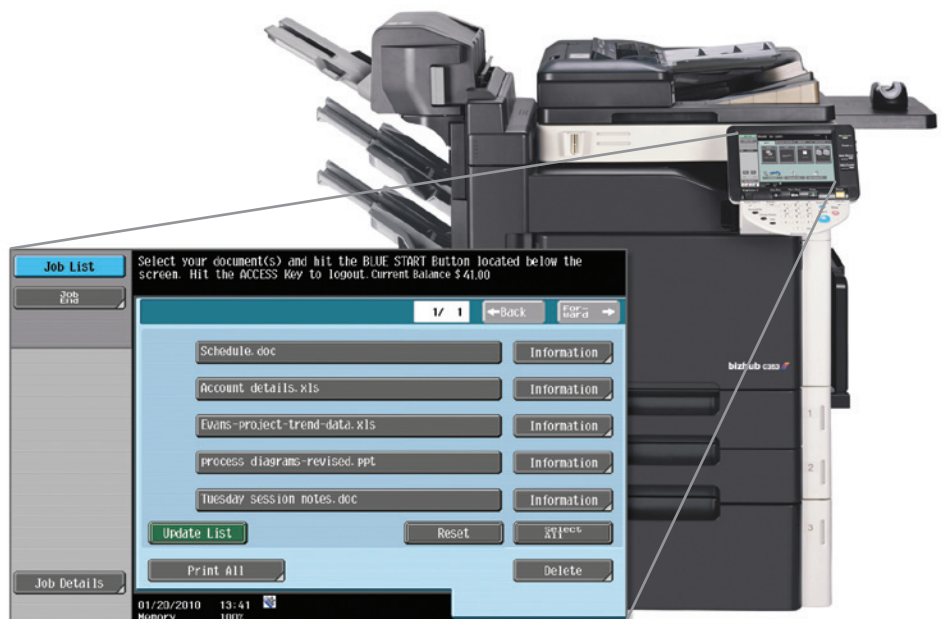 Job List
Select your document(s) and hit the BLUE START Button located below the
screen. Hit the ACCESS Key to logout. Current Balance $ 41.00
Job
End
1/ 1
←Back
For-
ward →
Schedule.doc
Information
Account details.xls
Information
Evans-project-trend-data.xls
Information
process diagrams-revised.ppt
Information
Tuesday session notes.doc
Information
Update List
Reset
Select
All
Print All
Delete
Job Details
01/20/2010 13:41
Memory 100%
bizhub C353
1
2
3